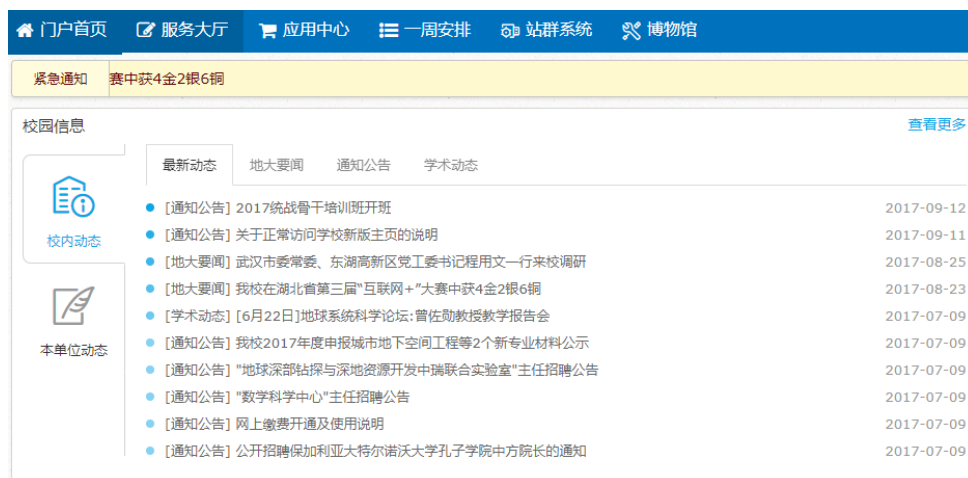 门户首页 服务大厅 应用中心 一周安排 站群系统 博物馆
紧急通知 赛中获4金2银6铜
校园信息 查看更多
最新动态 地大要闻 通知公告 学术动态
校内动态
本单位动态
[通知公告] 2017统战骨干培训班开班 2017-09-12
[通知公告] 关于正常访问学校新版主页的说明 2017-09-11
[地大要闻] 武汉市委常委、东湖高新区党工委书记程用文一行来校调研 2017-08-25
[地大要闻] 我校在湖北省第三届"互联网+"大赛中获4金2银6铜 2017-08-23
[学术动态] [6月22日]地球系统科学论坛:曾佐勋教授教学报告会 2017-07-09
[通知公告] 我校2017年度申报城市地下空间工程等2个新专业材料公示 2017-07-09
[通知公告] "地球深部钻探与深地资源开发中瑞联合实验室"主任招聘公告 2017-07-09
[通知公告] "数学科学中心"主任招聘公告 2017-07-09
[通知公告] 网上缴费开通及使用说明 2017-07-09
[通知公告] 公开招聘保加利亚大特尔诺沃大学孔子学院中方院长的通知 2017-07-09